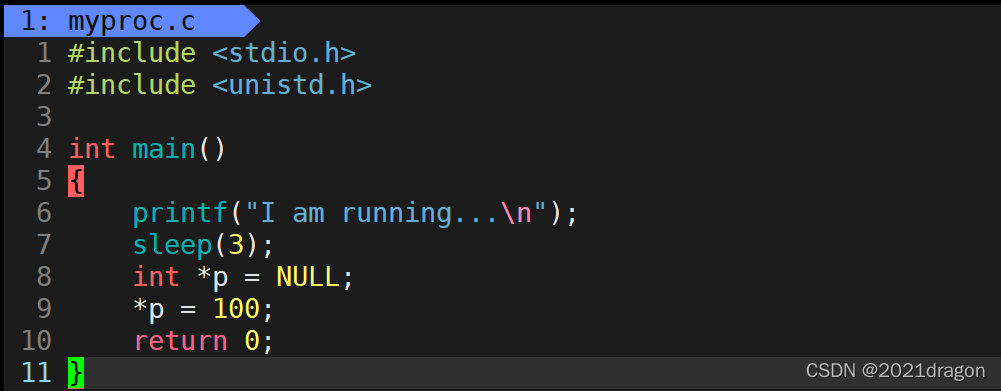 1: myproc.c
1 #include <stdio.h>
2 #include <unistd.h>
3
4 int main()
5 {
6     printf("I am running...\n");
7     sleep(3);
8     int *p = NULL;
9     *p = 100;
10     return 0;
11 }
CSDN @2021dragon